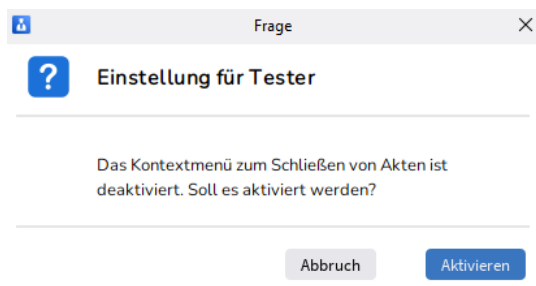 Frage
Einstellung für Tester
Das Kontextmenü zum Schließen von Akten ist
deaktiviert. Soll es aktiviert werden?
Abbruch
Aktivieren